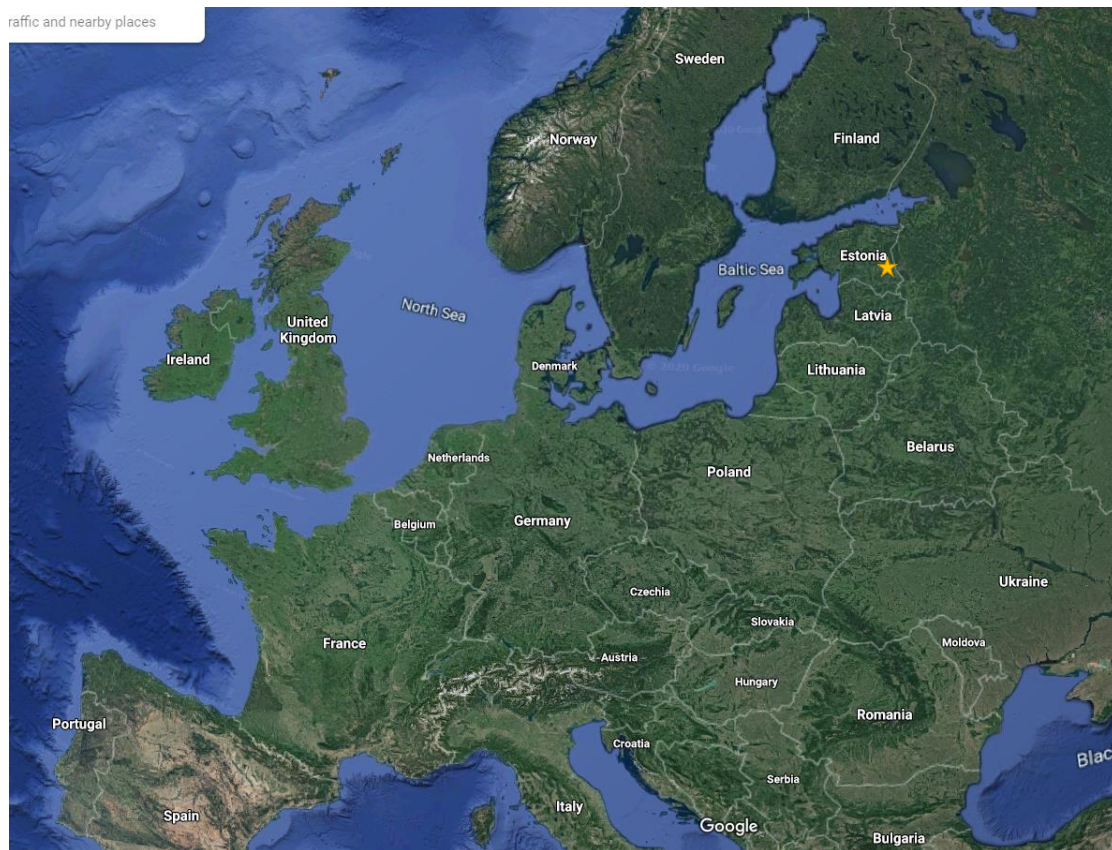 raffic and nearby places
Sweden
Norway
Finland
Estonia
Baltic Sea
North Sea
Latvia
United
Kingdom
Ireland
Denmark
© 2020 Google
Lithuania
Belarus
Netherlands
Poland
Belgium
Germany
Ukraine
Czechia
Slovakia
Moldova
France
Austria
Hungary
Portugal
Romania
Croatia
Blac
Serbia
Italy
Spain
Google
Bulgaria